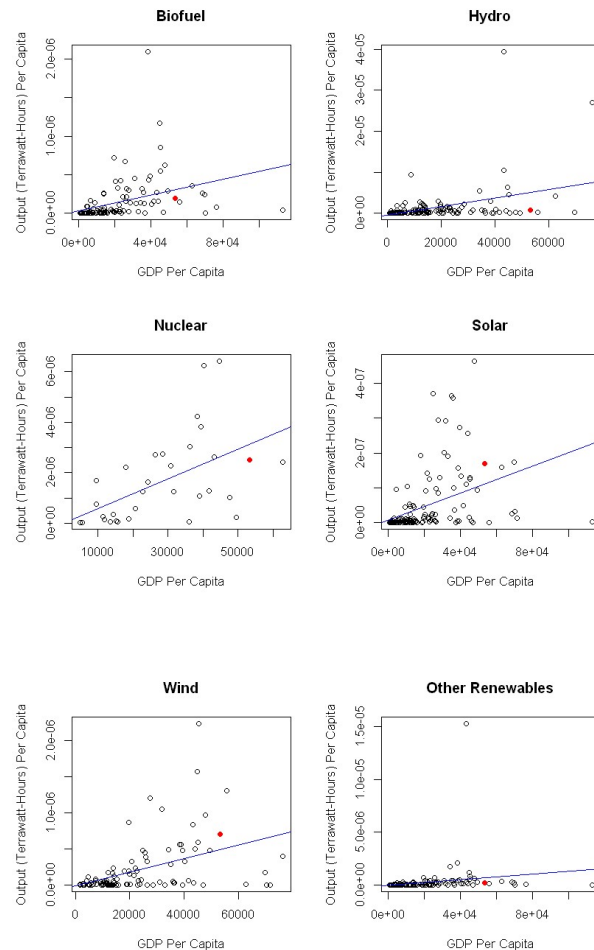 Biofuel
Output (Terrawatt-Hours) Per Capita
0.0e+00 1.0e-06 2.0e-06
0e+00 4e+04 8e+04
GDP Per Capita
Hydro
Output (Terrawatt-Hours) Per Capita
0e+00 1e-05 2e-05 3e-05 4e-05
0 20000 40000 60000
GDP Per Capita
Nuclear
Output (Terrawatt-Hours) Per Capita
0e+00 2e-06 4e-06 6e-06
10000 30000 50000
GDP Per Capita
Solar
Output (Terrawatt-Hours) Per Capita
0e+00 2e-07 4e-07
0e+00 4e+04 8e+04
GDP Per Capita
Wind
Output (Terrawatt-Hours) Per Capita
0.0e+00 1.0e-06 2.0e-06
0 20000 40000 60000
GDP Per Capita
Other Renewables
Output (Terrawatt-Hours) Per Capita
0.0e+00 5.0e-06 1.0e-05 1.5e-05
0e+00 4e+04 8e+04
GDP Per Capita